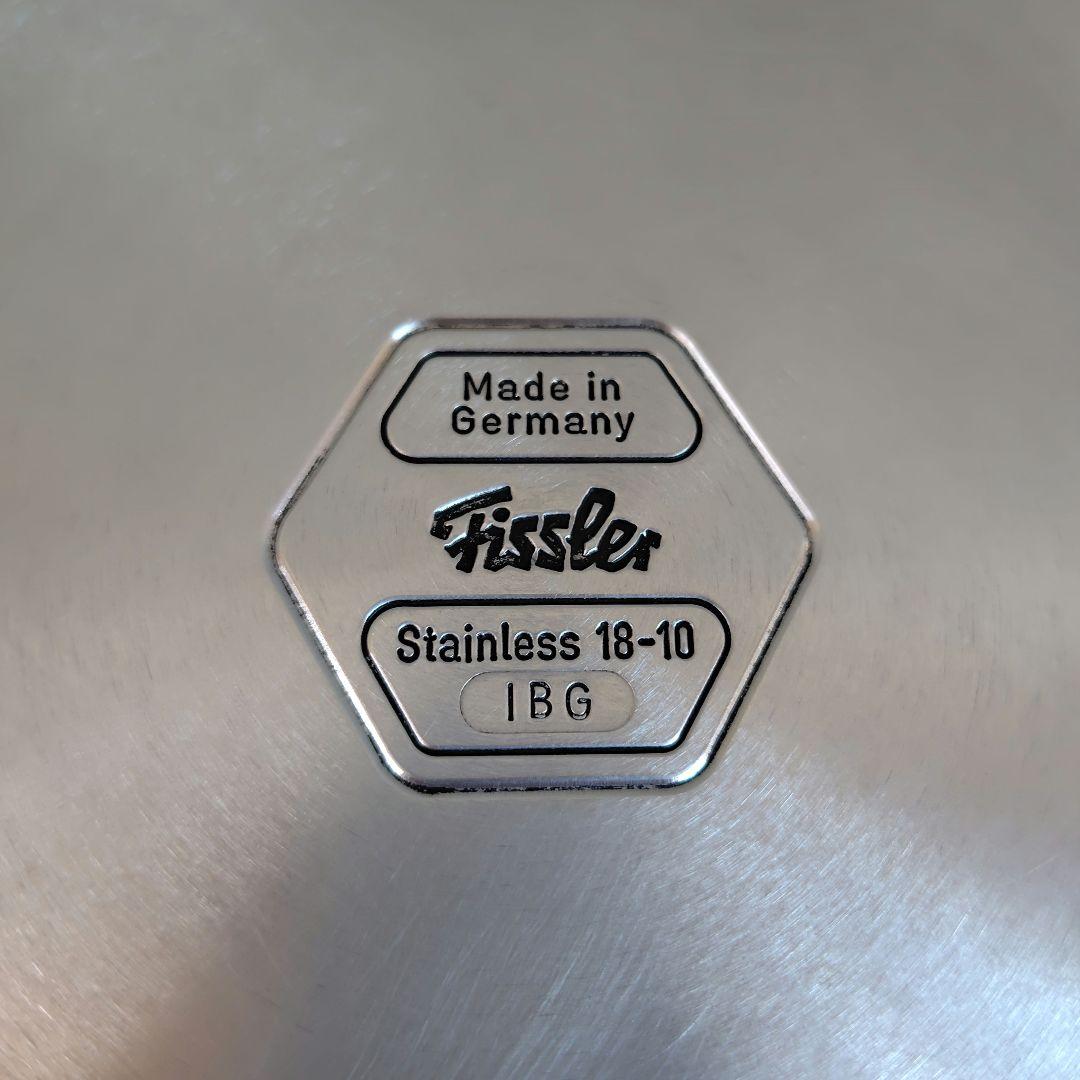 Made in
Germany
Fissler
Stainless 18-10
IBG